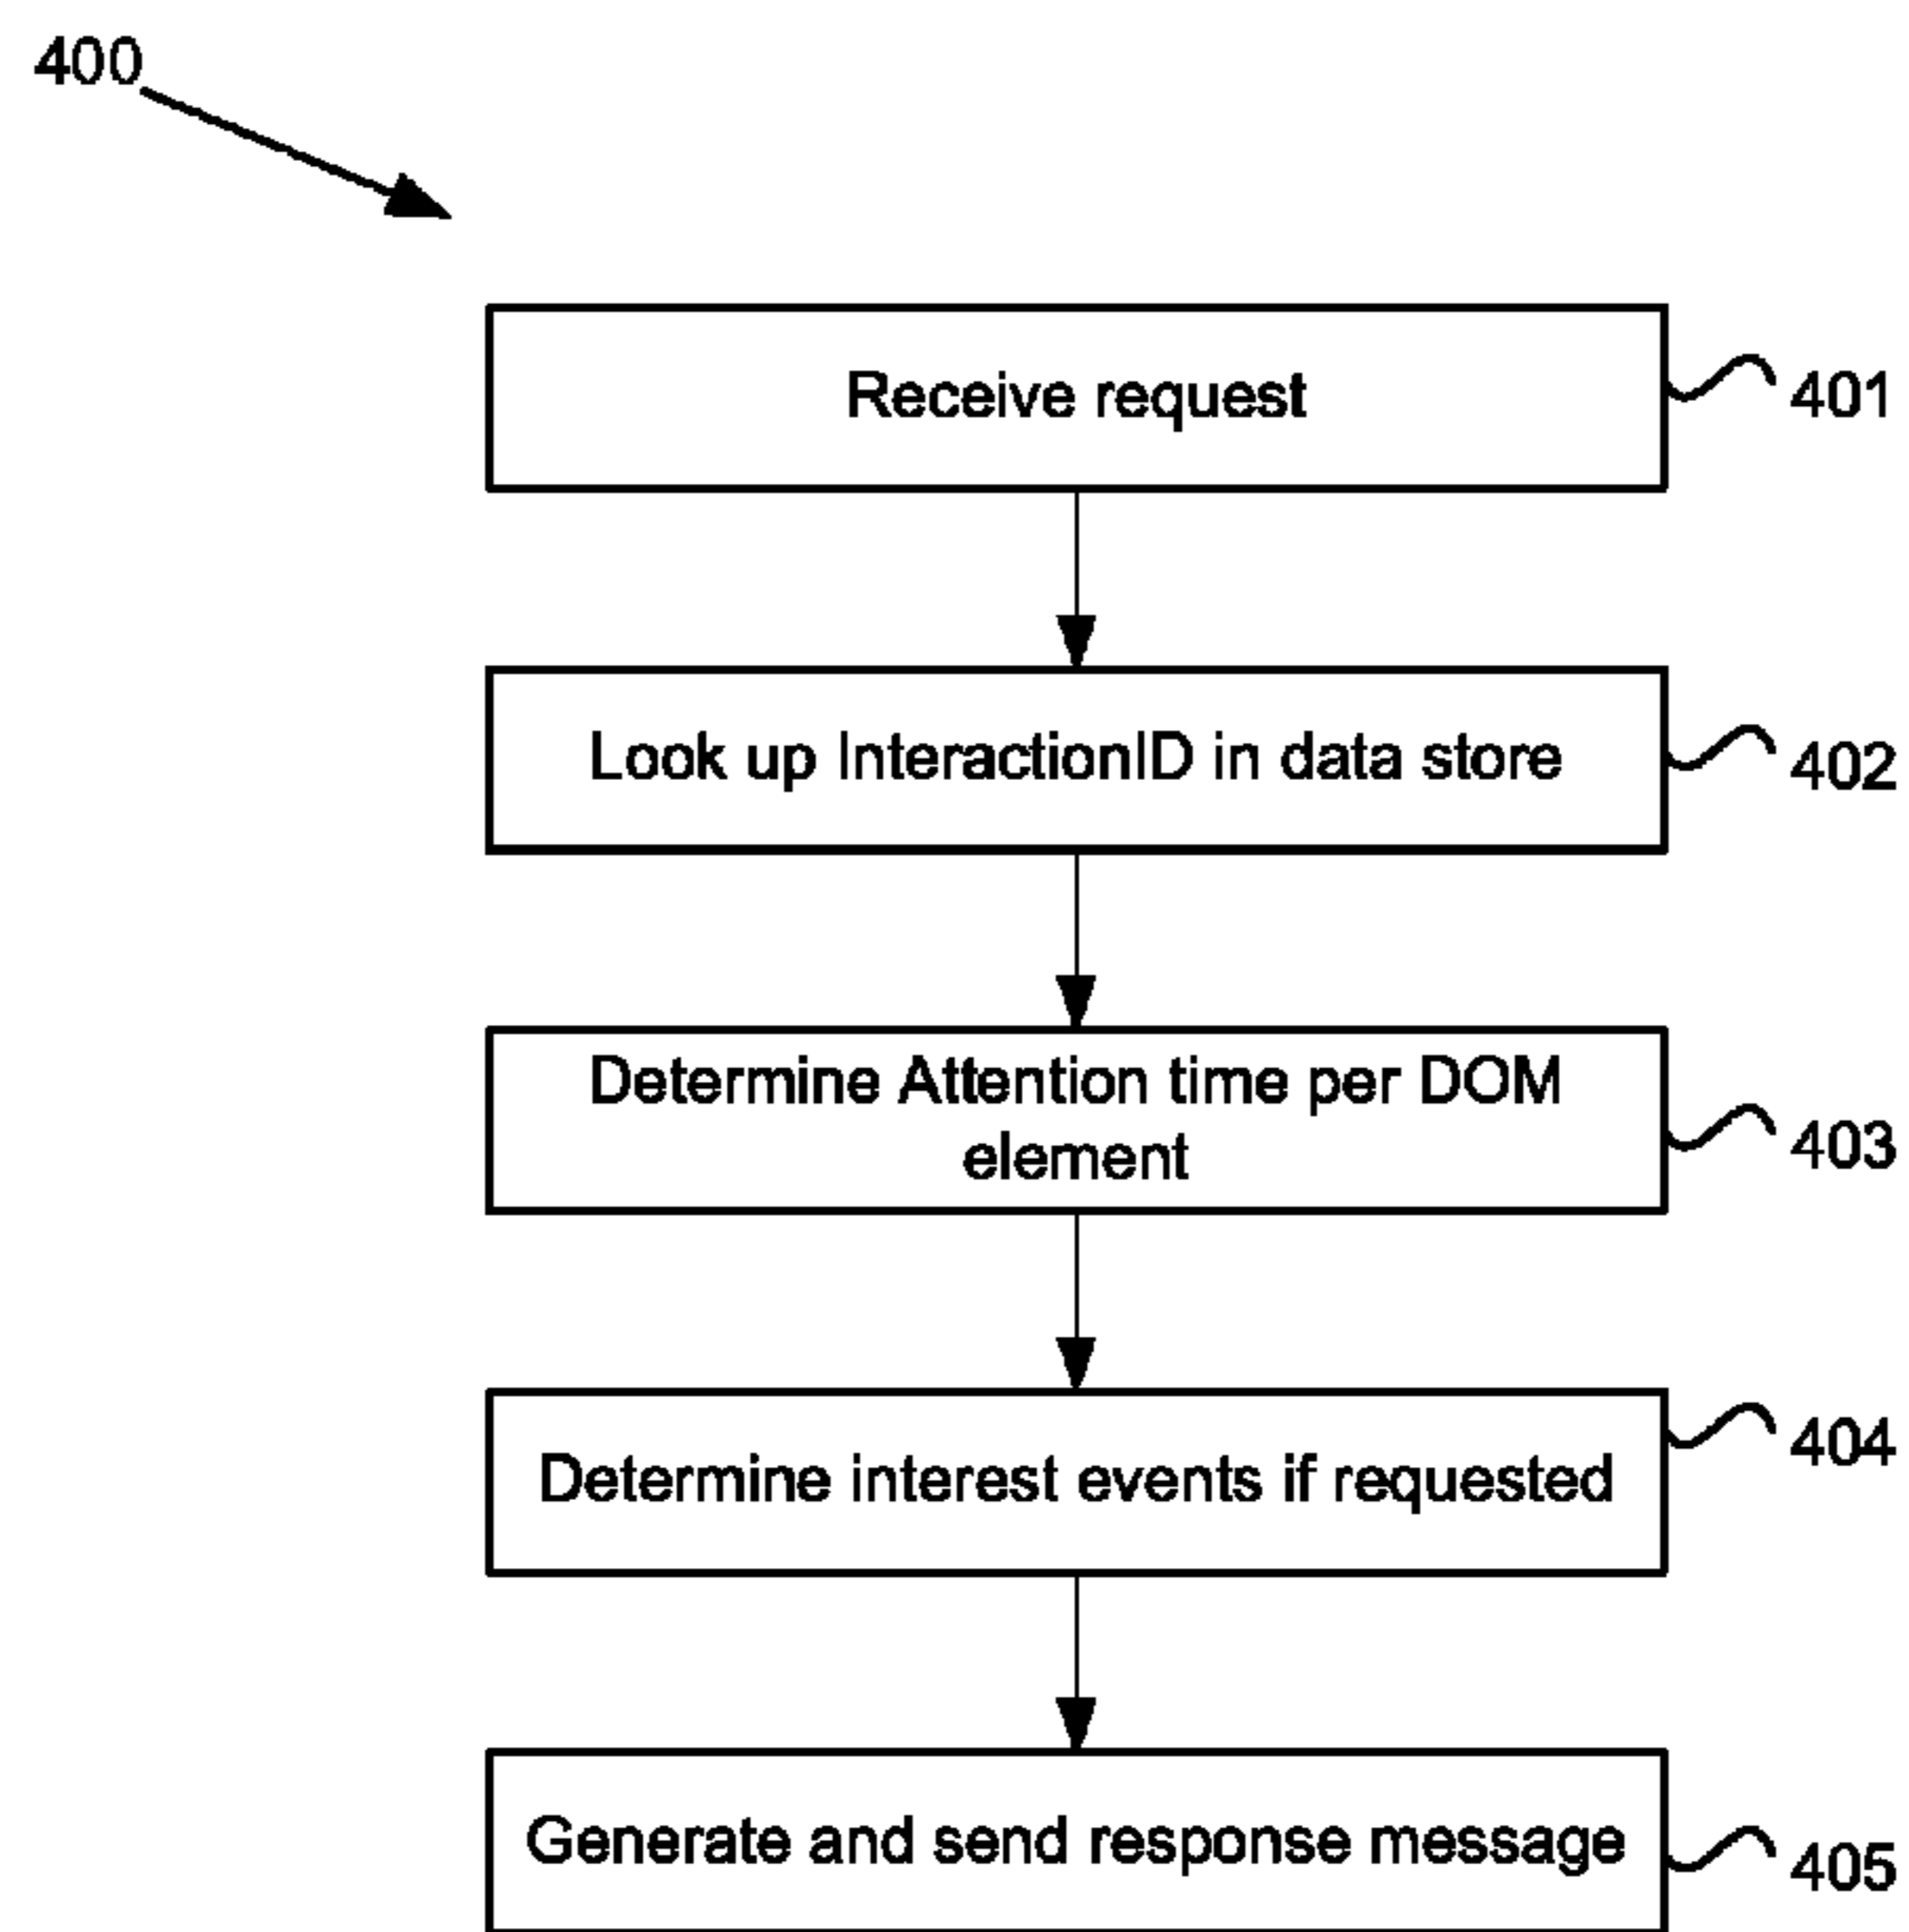 400
Receive request
401
Look up InteractionID in data store
402
Determine Attention time per DOM
element
403
Determine interest events if requested
404
Generate and send response message
405